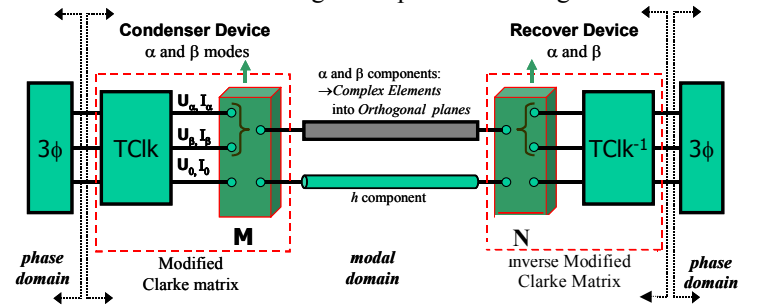 Condenser Device
α and β modes
Recover Device
α and β
α and β components:
→Complex Elements
into Orthogonal planes
3ϕ
TClk
Uα, Iα
Uβ, Iβ
U0, I0
TClk-1
3ϕ
h component
M
N
phase
domain
Modified
Clarke matrix
modal
domain
inverse Modified
Clarke Matrix
phase
domain